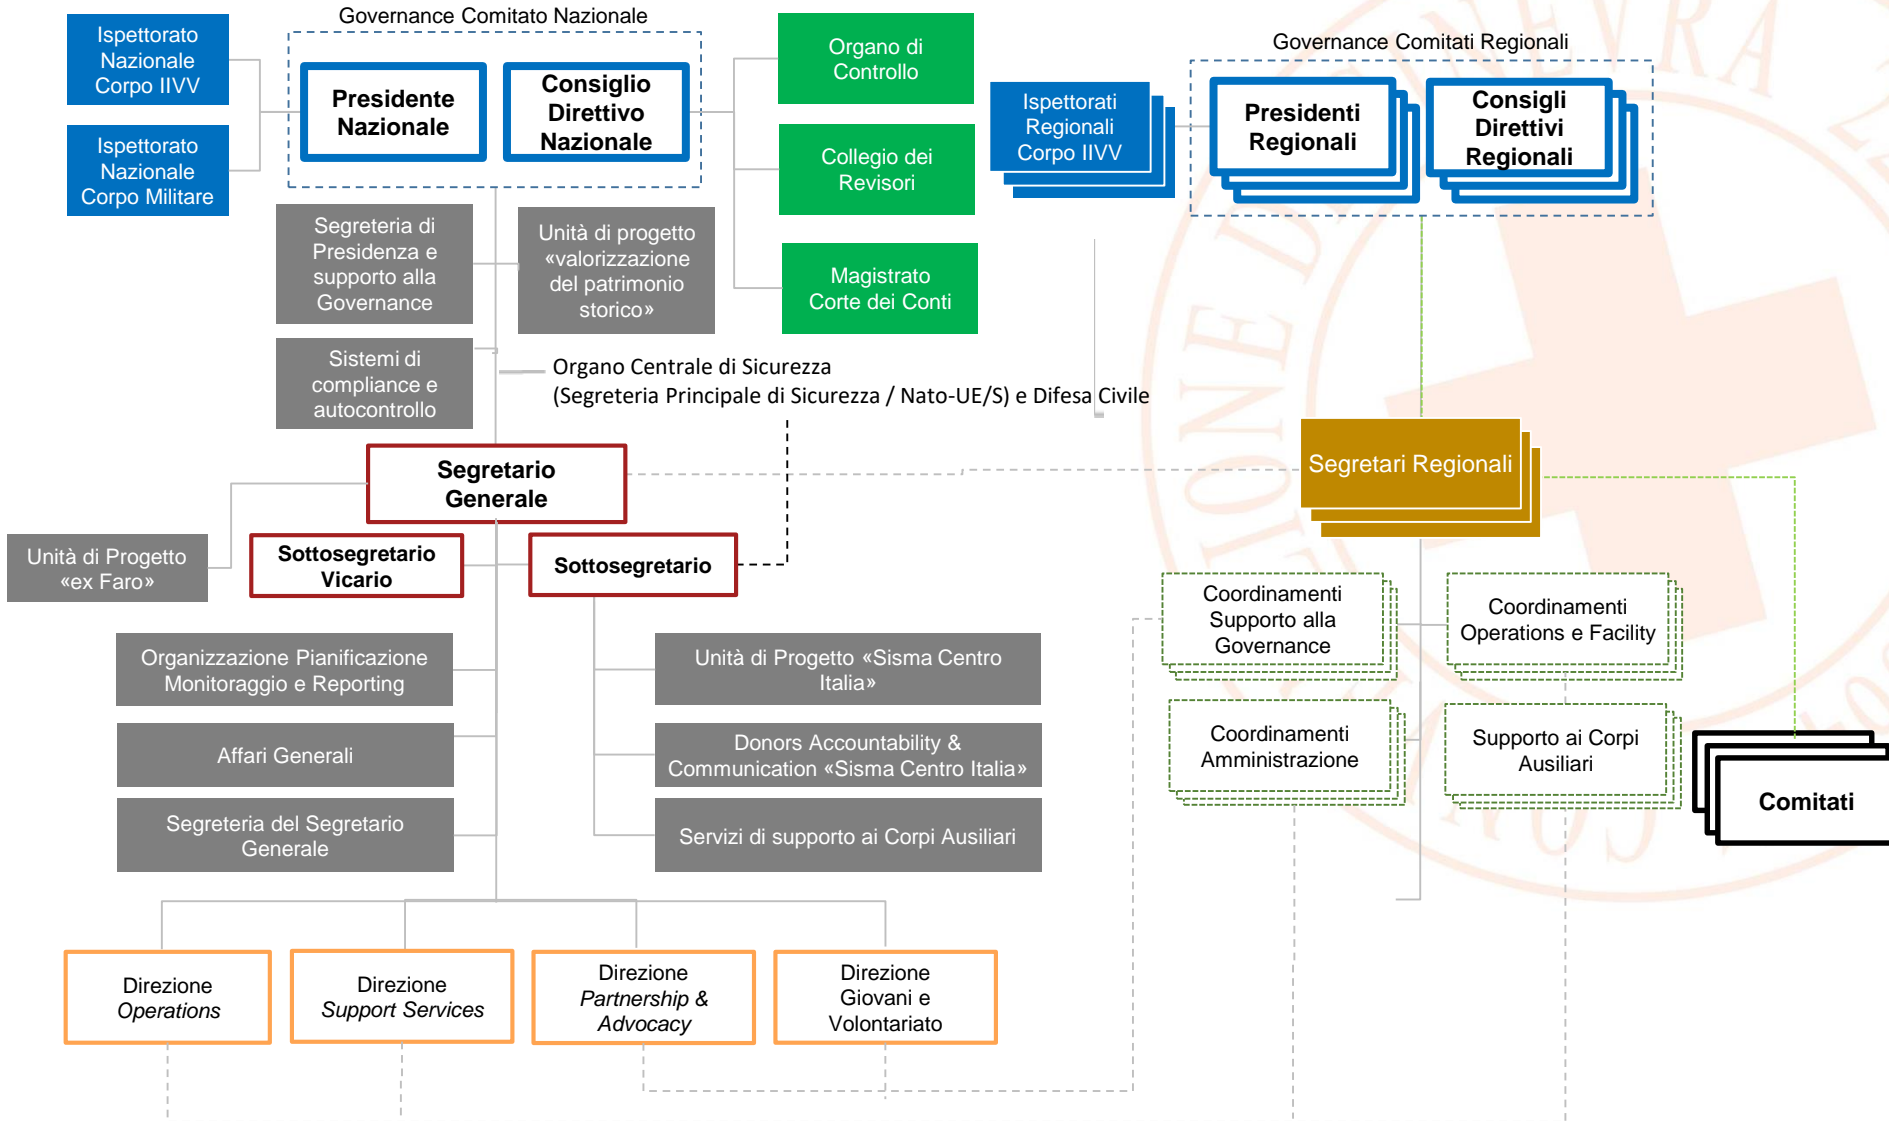 Governance Comitato Nazionale
Ispettorato
Nazionale
Corpo IIVV
Ispettorato
Nazionale
Corpo Militare
Presidente
Nazionale
Consiglio
Direttivo
Nazionale
Organo di
Controllo
Collegio dei
Revisori
Magistrato
Corte dei Conti
Governance Comitati Regionali
Ispettorati
Regionali
Corpo IIVV
Presidenti
Regionali
Consigli
Direttivi
Regionali
Segreteria di
Presidenza e
supporto alla
Governance
Unità di progetto
«valorizzazione
del patrimonio
storico»
Sistemi di
compliance e
autocontrollo
Organo Centrale di Sicurezza
(Segreteria Principale di Sicurezza / Nato-UE/S) e Difesa Civile
Segretario
Generale
Segretari Regionali
Unità di Progetto
«ex Faro»
Sottosegretario
Vicario
Sottosegretario
Organizzazione Pianificazione
Monitoraggio e Reporting
Affari Generali
Segreteria del Segretario
Generale
Unità di Progetto «Sisma Centro
Italia»
Donors Accountability &
Communication «Sisma Centro Italia»
Servizi di supporto ai Corpi Ausiliari
Coordinamenti
Supporto alla
Governance
Coordinamenti
Operations e Facility
Coordinamenti
Amministrazione
Supporto ai Corpi
Ausiliari
Comitati
Direzione
Operations
Direzione
Support Services
Direzione
Partnership &
Advocacy
Direzione
Giovani e
Volontariato